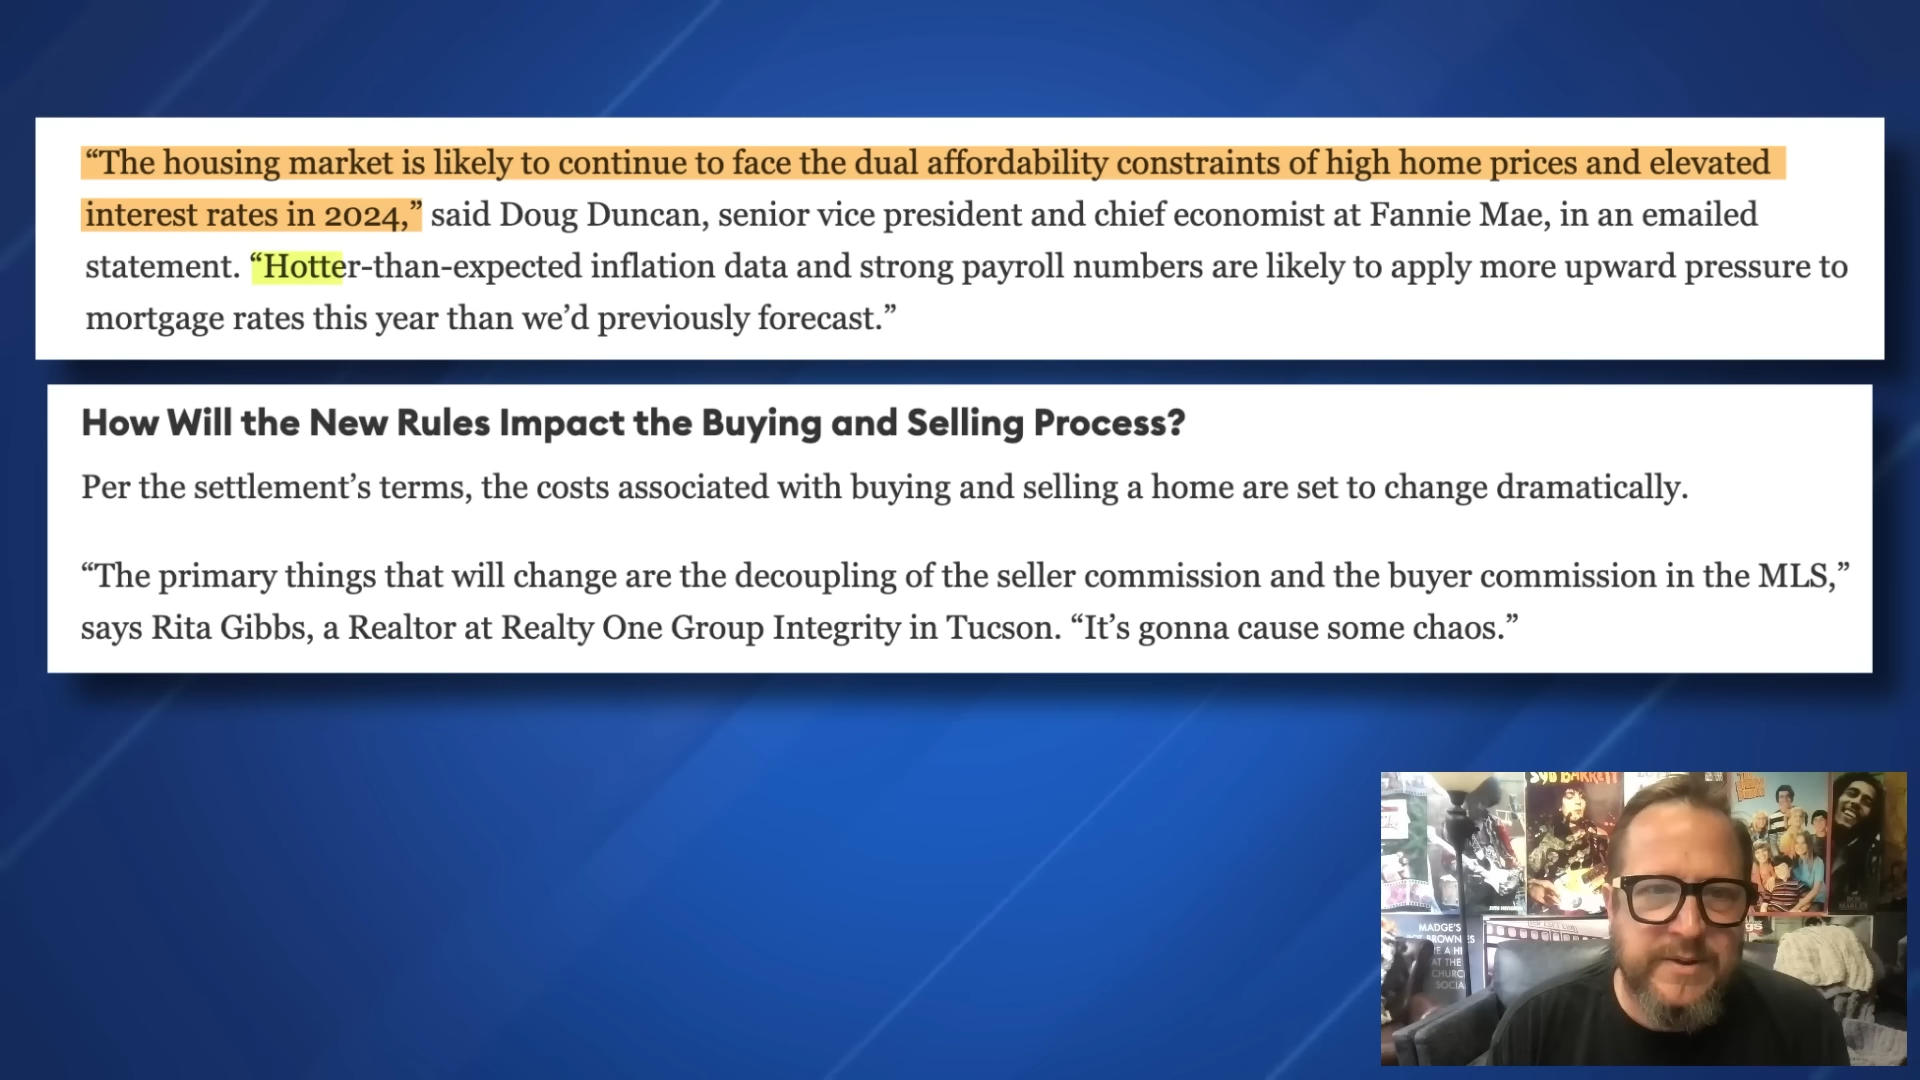 “The housing market is likely to continue to face the dual affordability constraints of high home prices and elevated
interest rates in 2024,” said Doug Duncan, senior vice president and chief economist at Fannie Mae, in an emailed
statement. “Hotter-than-expected inflation data and strong payroll numbers are likely to apply more upward pressure to
mortgage rates this year than we’d previously forecast.”
How Will the New Rules Impact the Buying and Selling Process?
Per the settlement’s terms, the costs associated with buying and selling a home are set to change dramatically.
“The primary things that will change are the decoupling of the seller commission and the buyer commission in the MLS,”
says Rita Gibbs, a Realtor at Realty One Group Integrity in Tucson. “It’s gonna cause some chaos.”
SYD BARRETT
MADGE'S
AT THE